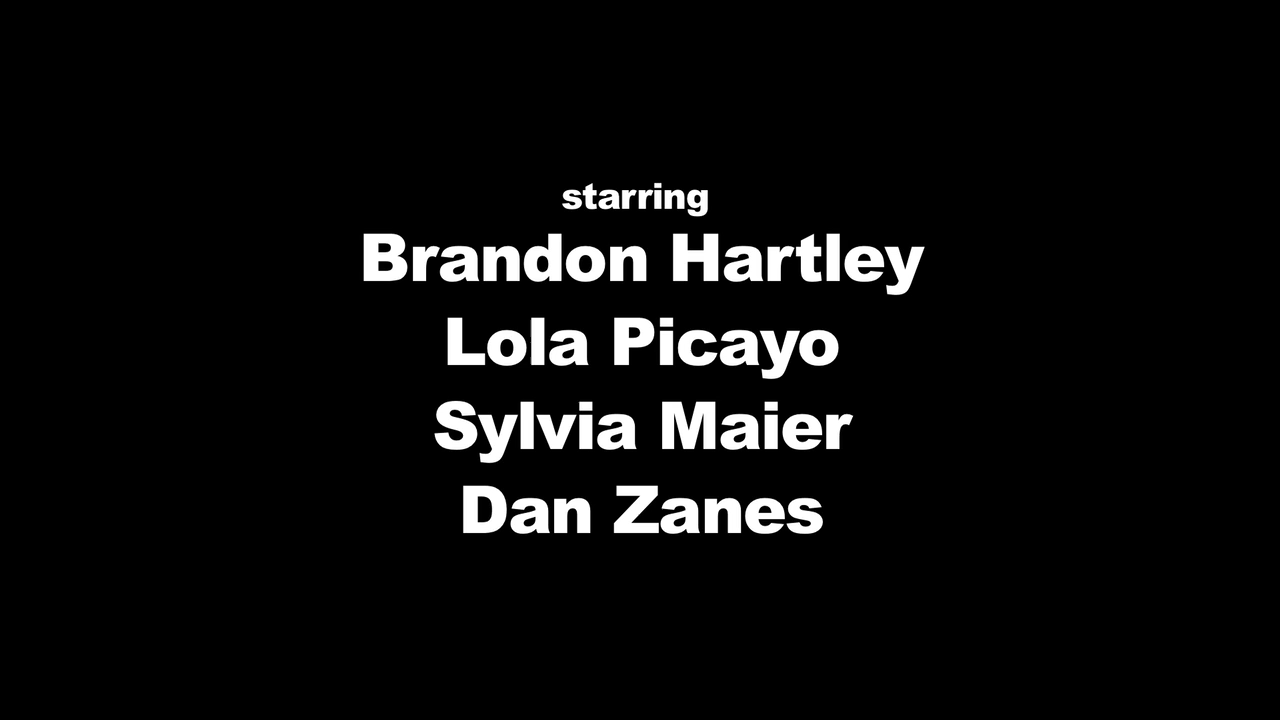 starring
Brandon Hartley
Lola Picayo
Sylvia Maier
Dan Zanes